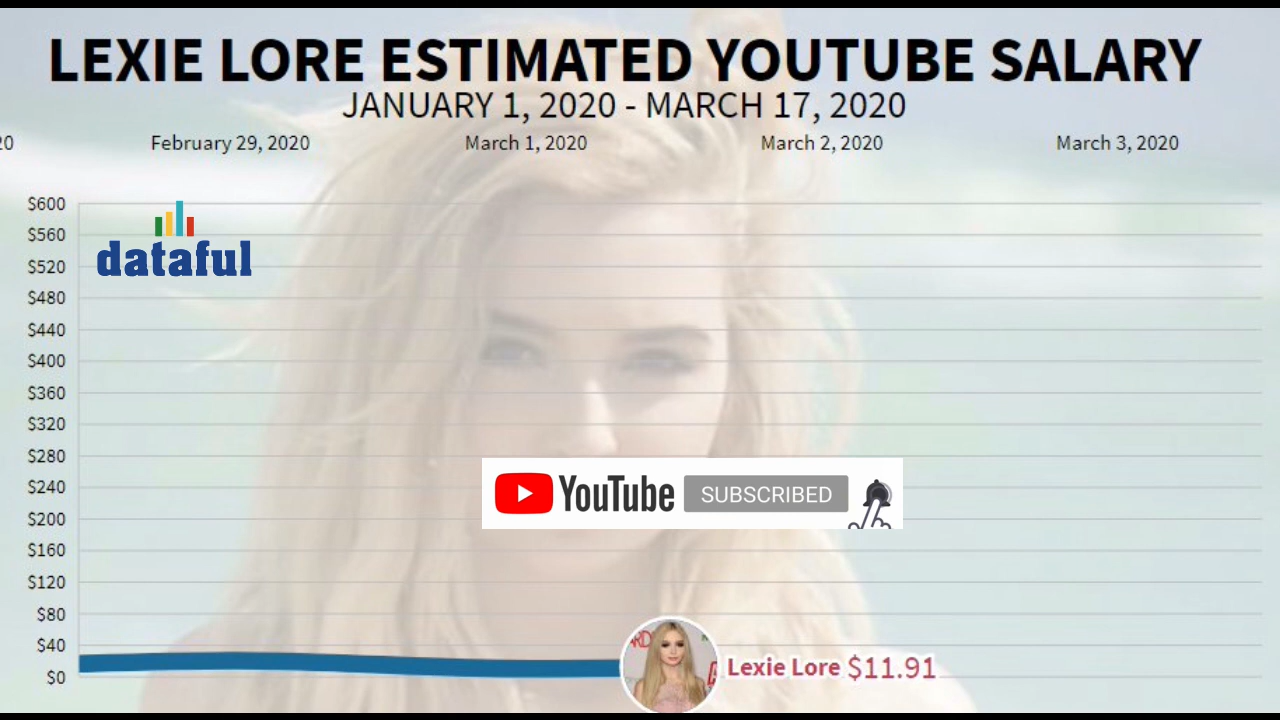 LEXIE LORE ESTIMATED YOUTUBE SALARY
JANUARY 1, 2020 - MARCH 17, 2020
20 February 29, 2020 March 1, 2020 March 2, 2020 March 3, 2020
$600
dataful
$560
$520
$480
$440
$400
$360
$320
$280
$240
YouTube SUBSCRIBED
$200
$160
$120
$80
$40
Lexie Lore $11.91
$0